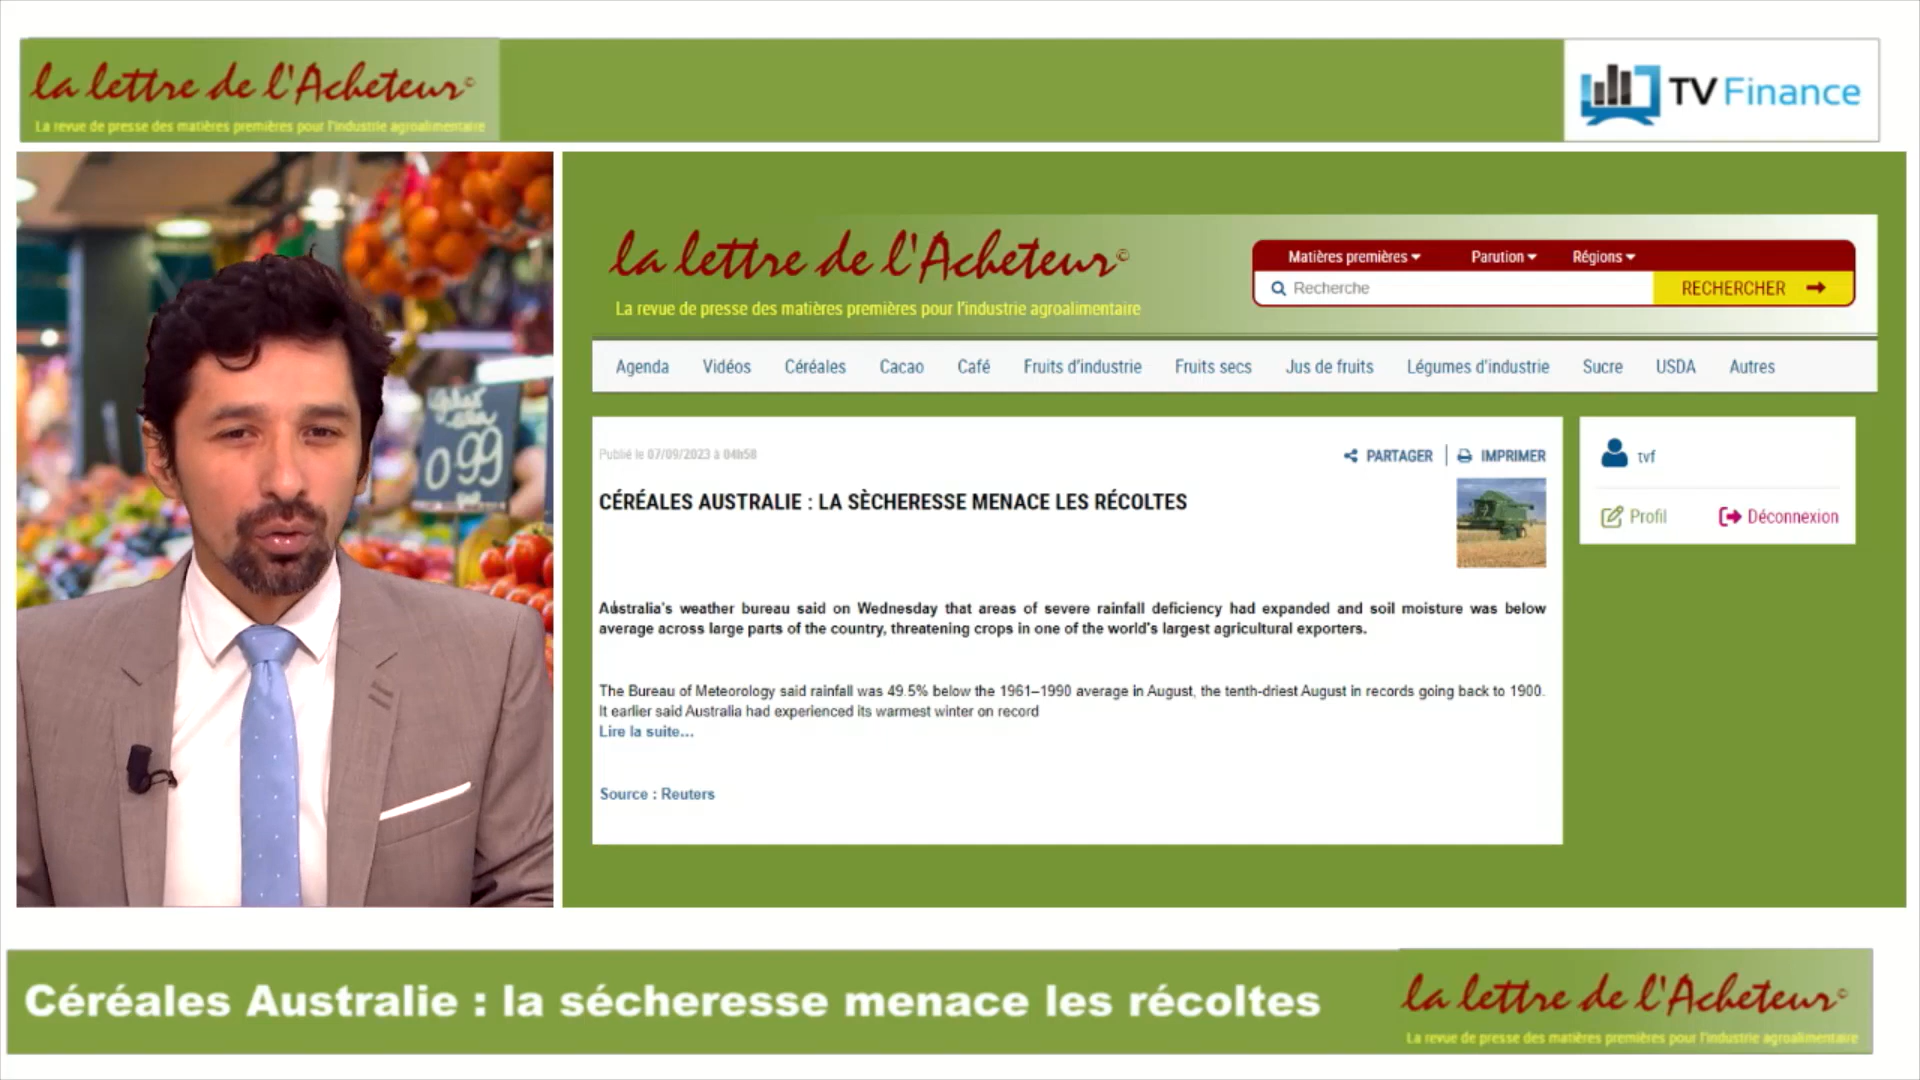 la lettre de l'Acheteur©
La revue de presse des matières premières pour l'industrie agroalimentaire
TV Finance
0.99
la lettre de l'Acheteur©
La revue de presse des matières premières pour l'industrie agroalimentaire
Matières premières
Parution
Régions
Recherche
RECHERCHER
Agenda
Vidéos
Céréales
Cacao
Café
Fruits d'industrie
Fruits secs
Jus de fruits
Légumes d'industrie
Sucre
USDA
Autres
Publié le 07/09/2023 à 04h58
PARTAGER
IMPRIMER
tvf
Profil
Déconnexion
CÉRÉALES AUSTRALIE : LA SÈCHERESSE MENACE LES RÉCOLTES
Australia's weather bureau said on Wednesday that areas of severe rainfall deficiency had expanded and soil moisture was below
average across large parts of the country, threatening crops in one of the world's largest agricultural exporters.
The Bureau of Meteorology said rainfall was 49.5% below the 1961–1990 average in August, the tenth-driest August in records going back to 1900.
It earlier said Australia had experienced its warmest winter on record
Lire la suite...
Source : Reuters
Céréales Australie : la sécheresse menace les récoltes
la lettre de l'Acheteur©
La revue de presse des matières premières pour l'industrie agroalimentaire